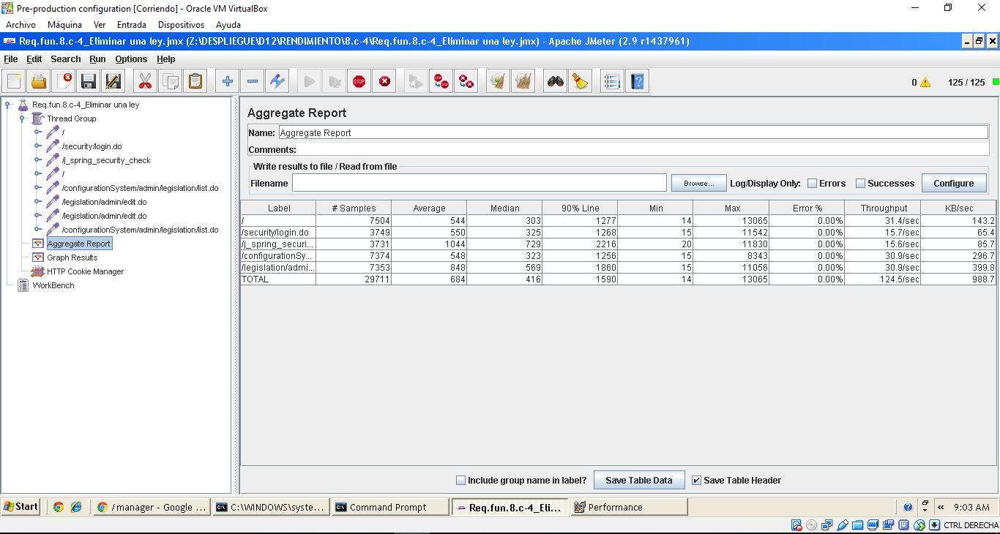 Pre-production configuration [Corriendo] - Oracle VM VirtualBox
Archivo Máquina Ver Entrada Dispositivos Ayuda
Req.fun.8.c-4_Eliminar una ley.jmx (Z:\DESPLIEGUE\D12\RENDIMIENTO\8.c-4\Req.fun.8.c-4_Eliminar una ley.jmx) - Apache JMeter (2.9 r1437961)
File Edit Search Run Options Help
STOP 0 125 / 125
Req.fun.8.c-4_Eliminar una ley
Thread Group
/
/security/login.do
/j_spring_security_check
/
/configurationSystem/admin/legislation/list.do
/legislation/admin/edit.do
/legislation/admin/edit.do
/configurationSystem/admin/legislation/list.do
Aggregate Report
Graph Results
HTTP Cookie Manager
WorkBench
Aggregate Report
Name: Aggregate Report
Comments:
Write results to file / Read from file
Filename Browse... Log/Display Only: Errors Successes Configure
Label # Samples Average Median 90% Line Min Max Error % Throughput KB/sec
/ 7504 544 303 1277 14 13065 0.00% 31.4/sec 143.2
/security/login.do 3749 550 325 1268 15 11542 0.00% 15.7/sec 65.4
/j_spring_securi... 3731 1044 729 2216 20 11830 0.00% 15.6/sec 85.7
/configurationSy... 7374 548 323 1256 15 8343 0.00% 30.9/sec 296.7
/legislation/admi... 7353 848 569 1860 15 11056 0.00% 30.9/sec 399.8
TOTAL 29711 684 416 1590 14 13065 0.00% 124.5/sec 988.7
Include group name in label? Save Table Data Save Table Header
Start /manager - Google ... C:\WINDOWS\syste... Command Prompt Req.fun.8.c-4_Eli... Performance « 9:03 AM
CTRL DERECHA